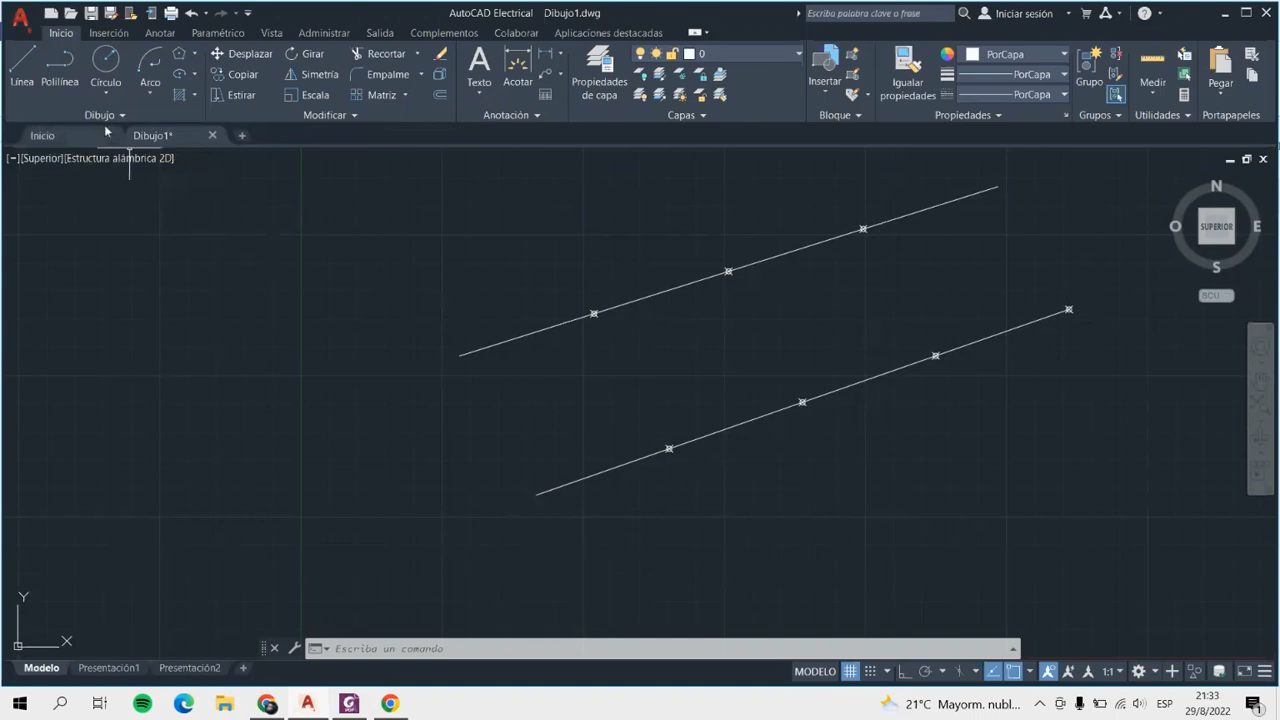 AutoCAD Electrical Dibujo1.dwg
Escriba palabra clave o frase
Iniciar sesión
Inicio Inserción Anotar Paramétrico Vista Administrar Salida Complementos Colaborar Aplicaciones destacadas
Línea Polilínea Círculo Arco
Desplazar Girar Recortar
Copiar Simetría Empalme
Estirar Escala Matriz
Texto Acotar
Propiedades de capa
0
Insertar
Igualar propiedades
PorCapa
PorCapa
PorCapa
Grupo
Medir
Pegar
Dibujo Modificar Anotación Capas Bloque Propiedades Grupos Utilidades Portapapeles
Inicio Dibujo1*
[−][Superior][Estructura alámbrica 2D]
N
O SUPERIOR E
S
SCU
Y
X
Escriba un comando
Modelo Presentación1 Presentación2
MODELO 1:1
21°C Mayorm. nubl...
ESP
21:33
29/8/2022
1